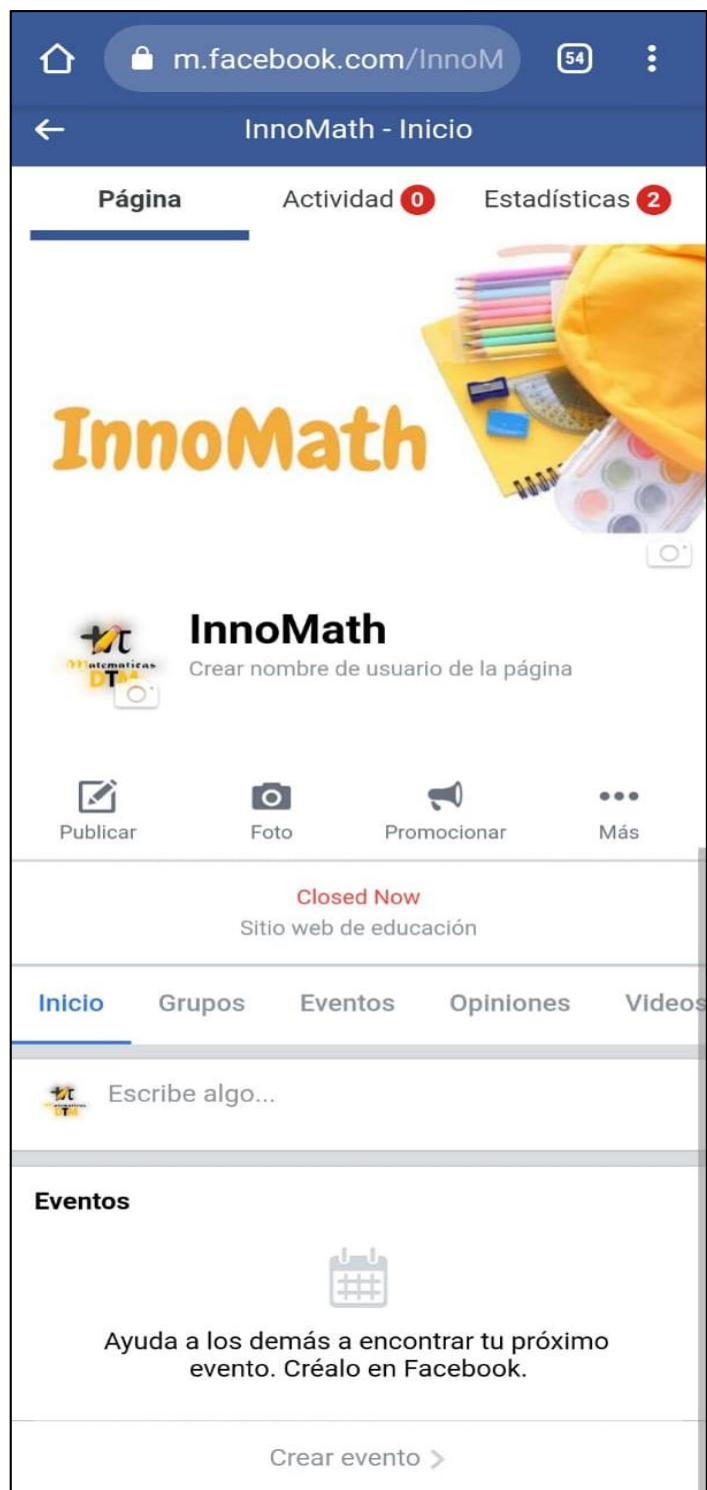 m.facebook.com/InnoM 54
InnoMath - Inicio
Página Actividad 0 Estadísticas 2
InnoMath
InnoMath
Matematicas
DTM
Crear nombre de usuario de la página
Publicar Foto Promocionar Más
Closed Now
Sitio web de educación
Inicio Grupos Eventos Opiniones Videos
Escribe algo...
Eventos
Ayuda a los demás a encontrar tu próximo
evento. Créalo en Facebook.
Crear evento